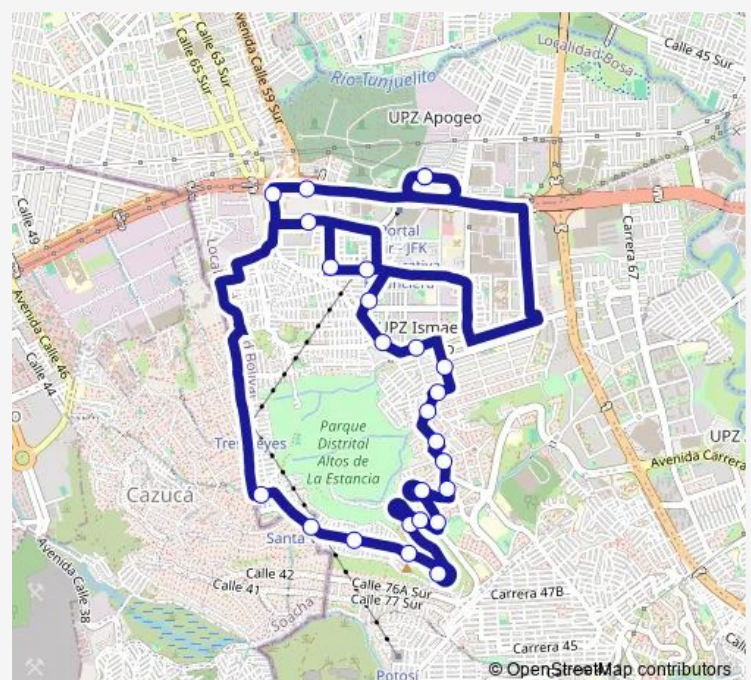 Calle 45 Sur
Localidad Bosa
Avenida Calle 59 Sur
Calle 63 Sur
Calle 65 Sur
Río Tunjuelito
UPZ Apogeo
Calle 49
Carrera 67
Portal
- JFK
UPZ Ismae
Avenida Calle 46
Calle 44
Parque
Distrital
Altos de
La Estancia
UPZ
Avenida Carrera
Cazucá
Santa
Avenida Calle 38
Calle 42
Calle 41
Calle 76A Sur
Calle 77 Sur
Carrera 47B
Soacha
Carrera 45
Potosí
© OpenStreetMap contributors